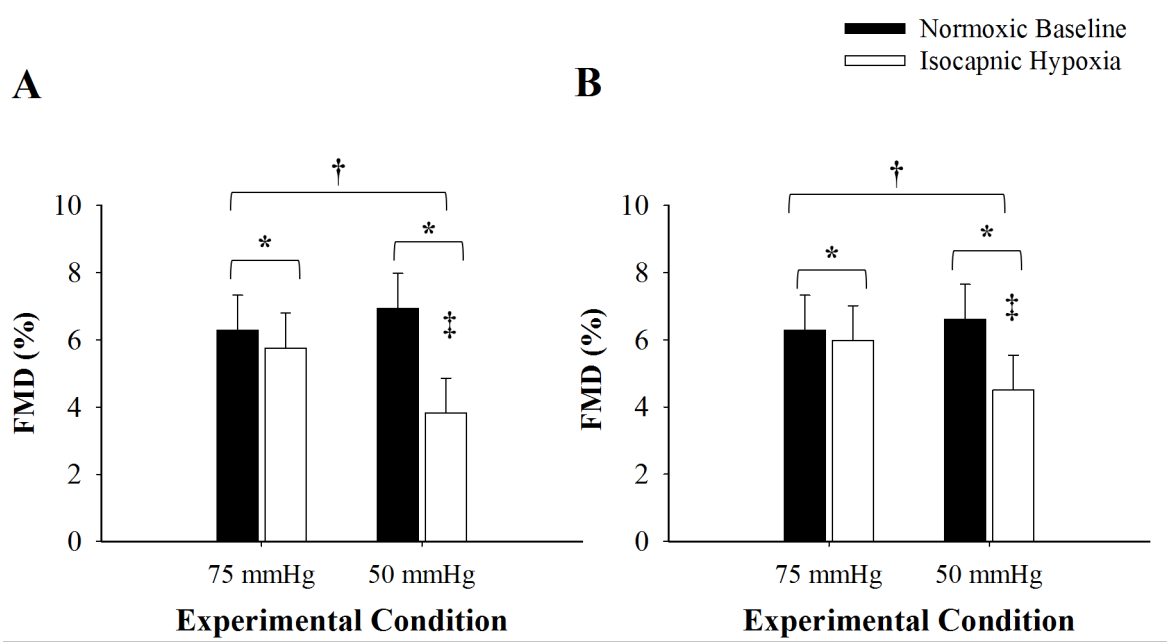 Normoxic Baseline
Isocapnic Hypoxia
A
†
*
*
‡
10
8
6
4
2
0
FMD (%)
75 mmHg
50 mmHg
Experimental Condition
B
†
*
*
‡
10
8
6
4
2
0
FMD (%)
75 mmHg
50 mmHg
Experimental Condition